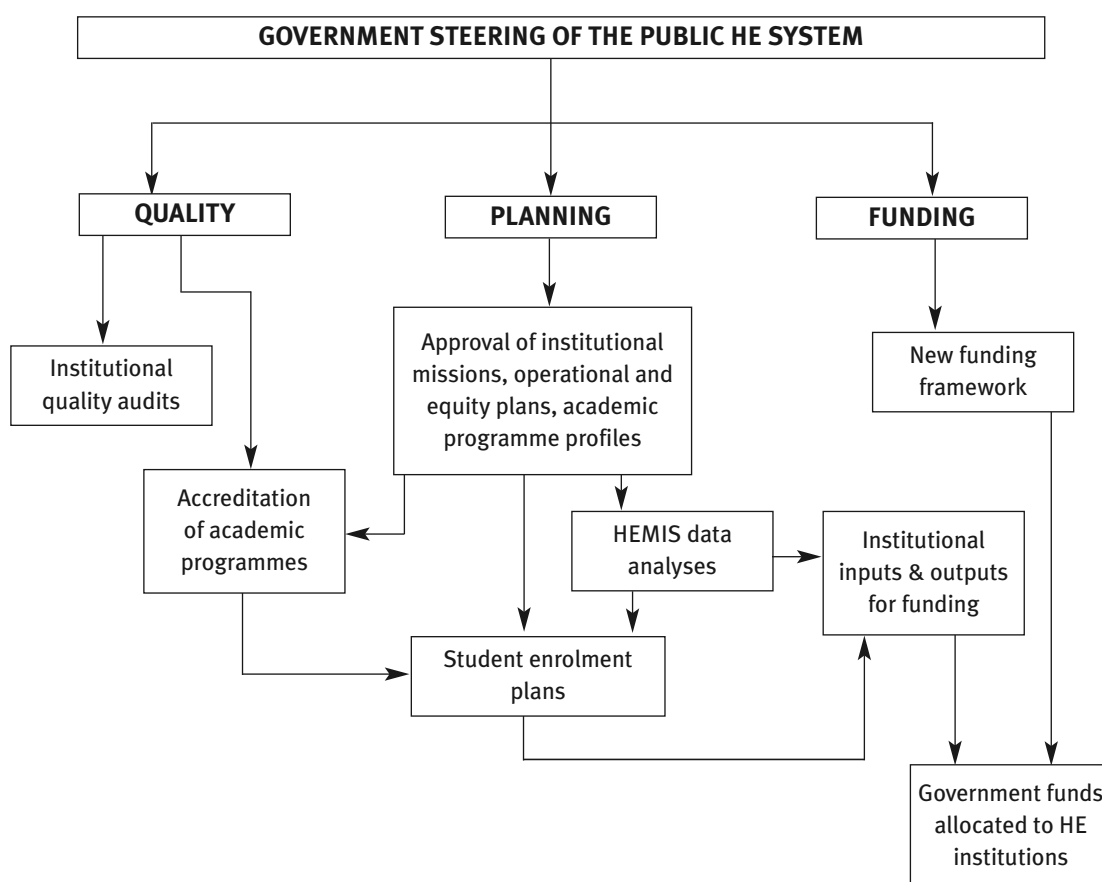 GOVERNMENT STEERING OF THE PUBLIC HE SYSTEM
QUALITY
PLANNING
FUNDING
Institutional
quality audits
Approval of institutional
missions, operational and
equity plans, academic
programme profiles
New funding
framework
Accreditation
of academic
programmes
HEMIS data
analyses
Institutional
inputs & outputs
for funding
Student enrolment
plans
Government funds
allocated to HE
institutions